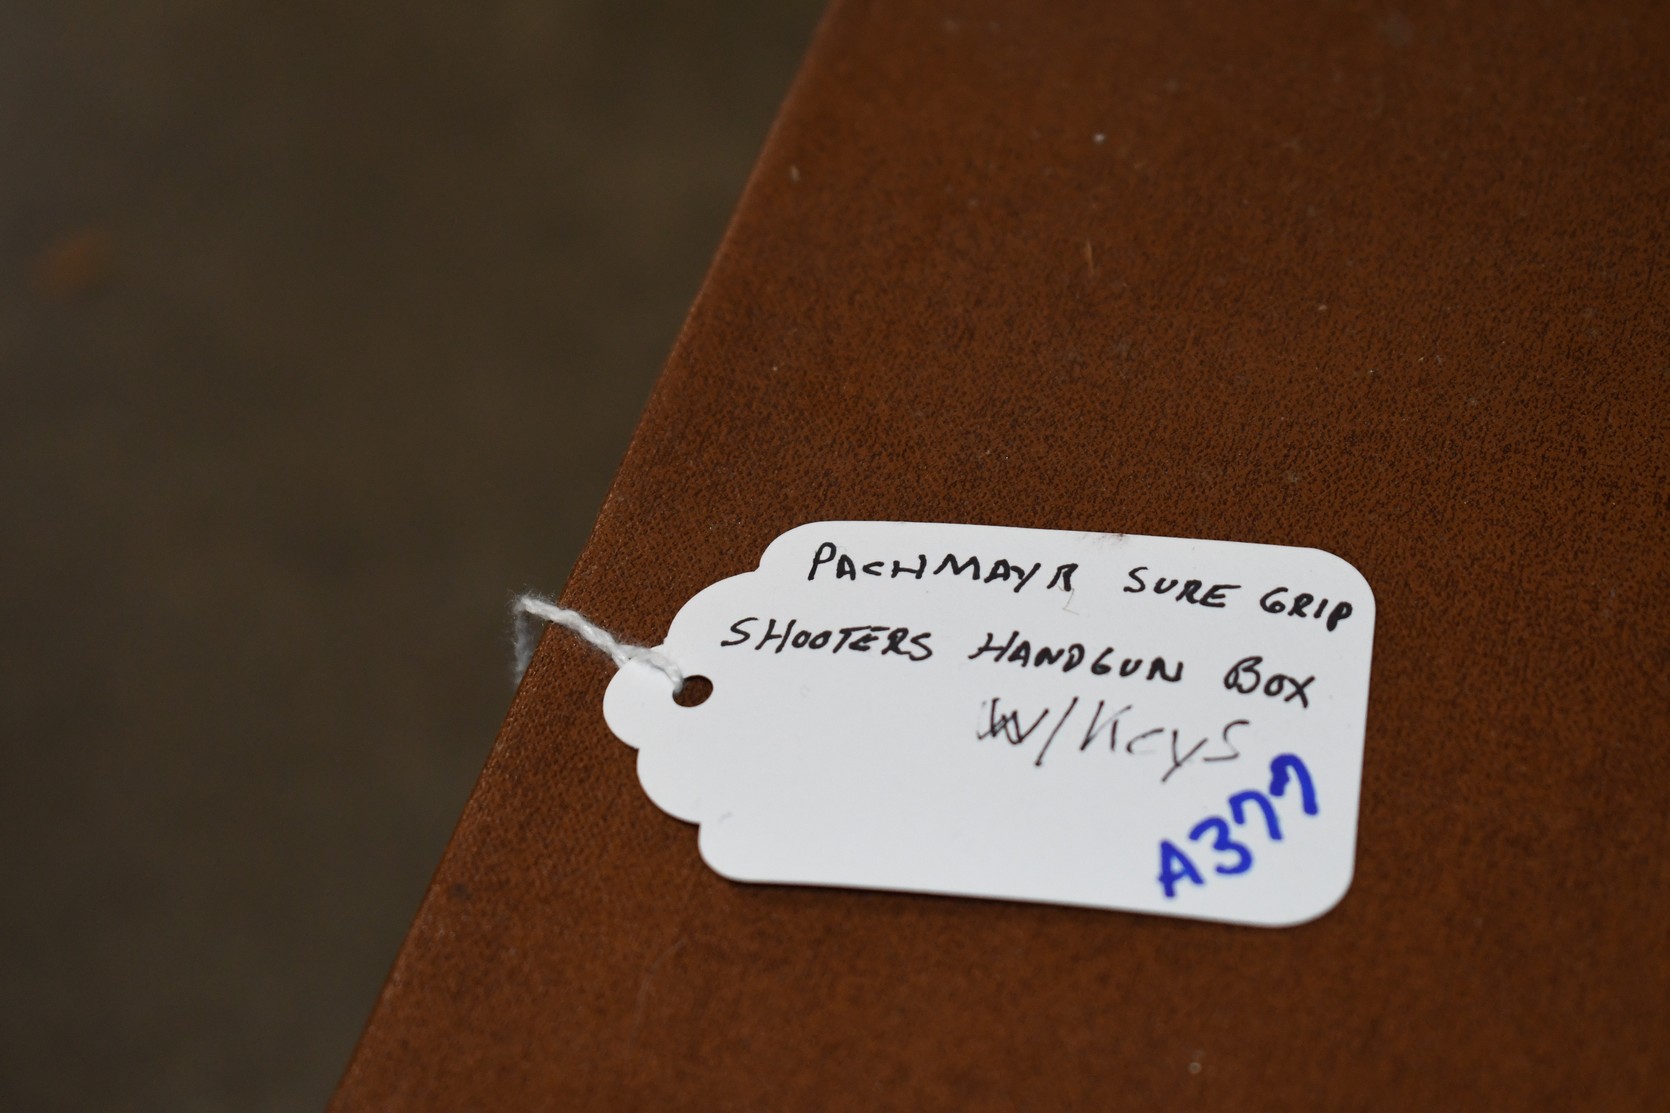 PACHMAYR SURE GRIP
SHOOTERS HANDGUN BOX
W/Keys
A377